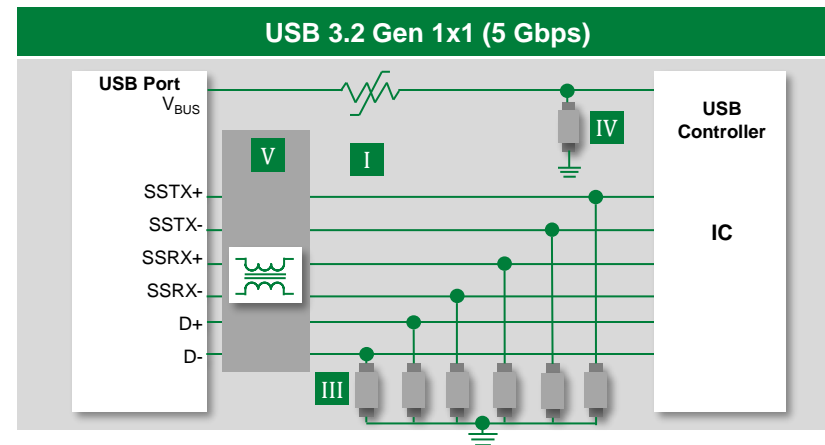 USB 3.2 Gen 1x1 (5 Gbps)
USB Port
VBUS
USB
Controller
IV
V
I
SSTX+
SSTX-
IC
SSRX+
SSRX-
D+
D-
III